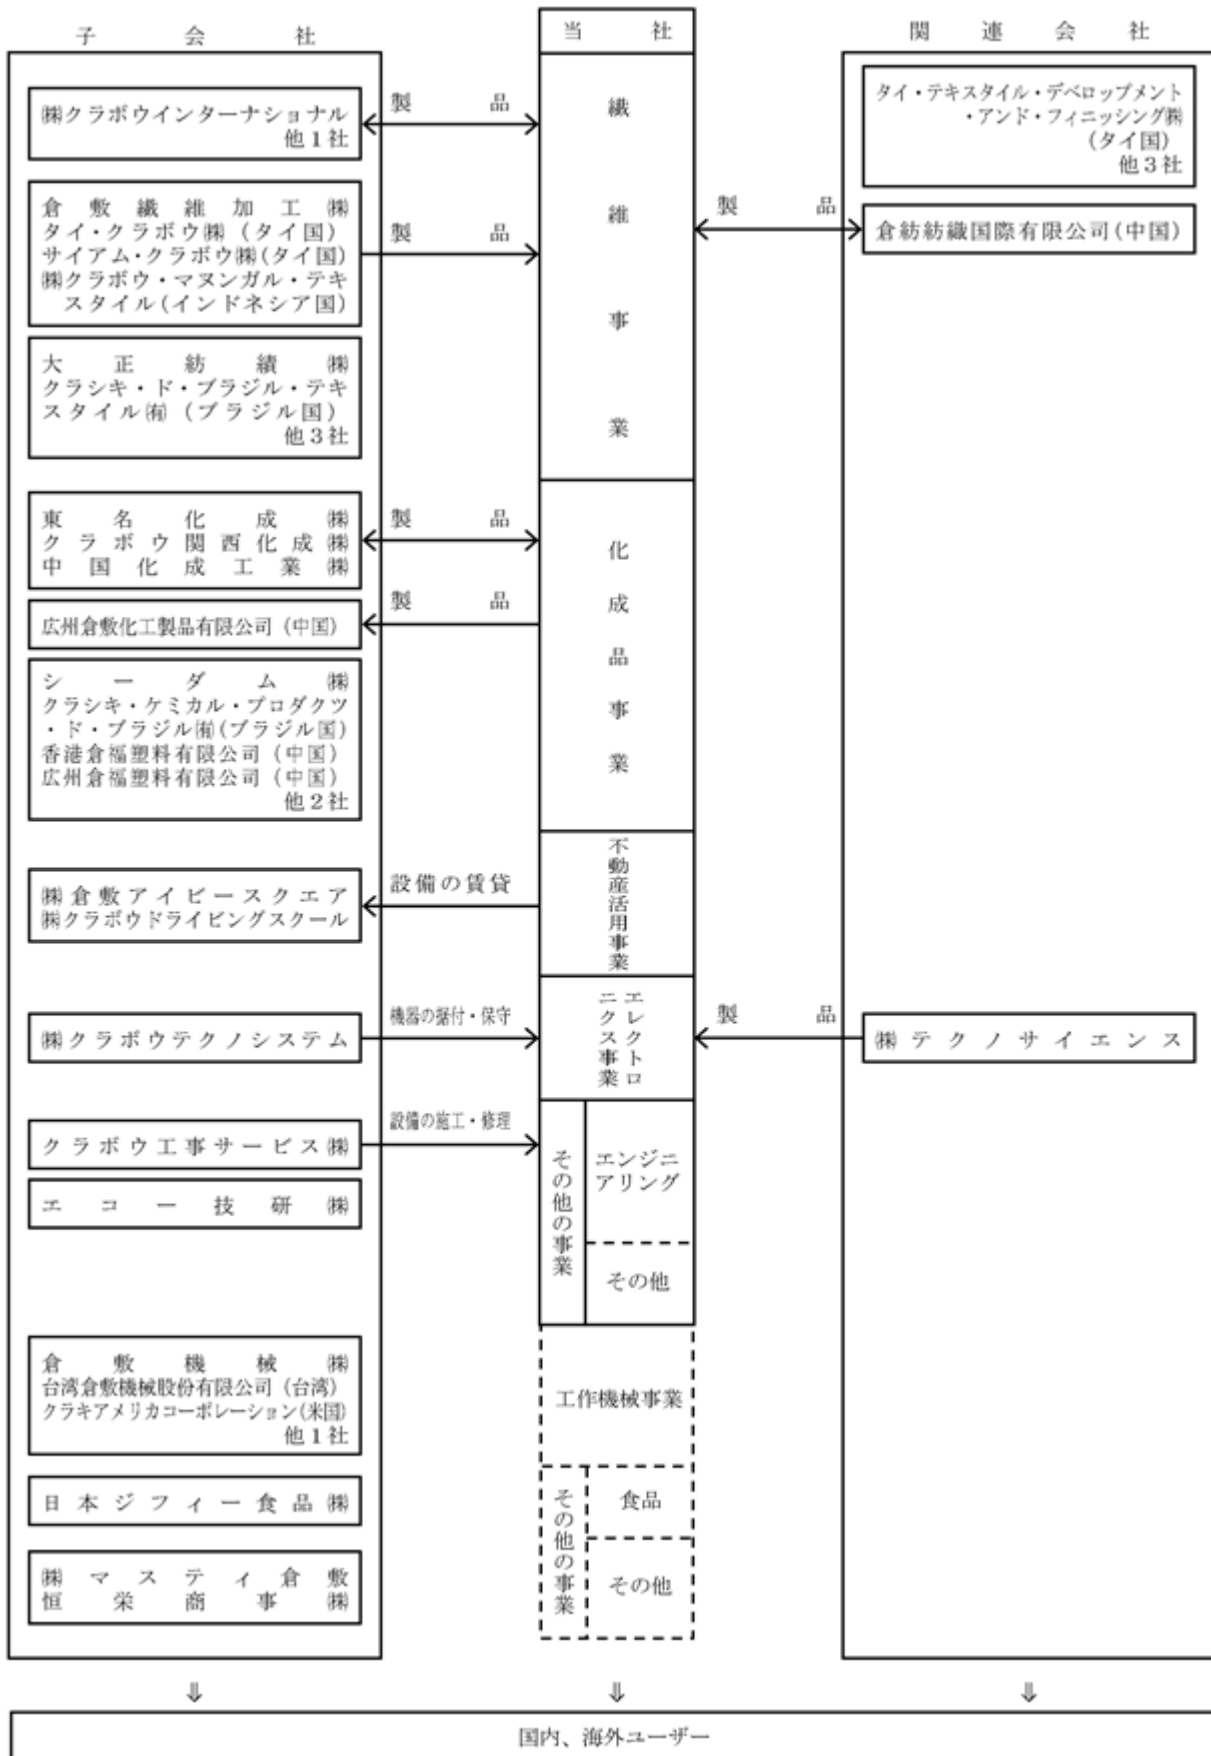 子会社
㈱クラボウインターナショナル
他１社
倉敷繊維加工㈱
タイ・クラボウ㈱（タイ国）
サイアム・クラボウ㈱(タイ国)
㈱クラボウ・マヌンガル・テキ
スタイル(インドネシア国)
大正紡績㈱
クラシキ・ド・ブラジル・テキ
スタイル㈲（ブラジル国）
他３社
東名化成㈱
クラボウ関西化成㈱
中国化成工業㈱
広州倉敷化工製品有限公司（中国）
シーダム㈱
クラシキ・ケミカル・プロダクツ
・ド・ブラジル㈲(ブラジル国)
香港倉福塑料有限公司（中国）
広州倉福塑料有限公司（中国）
他２社
㈱倉敷アイビースクエア
㈱クラボウドライビングスクール
㈱クラボウテクノシステム
クラボウ工事サービス㈱
エコー技研㈱
倉敷機械㈱
台湾倉敷機械股份有限公司（台湾）
クラキアメリカコーポレーション(米国)
他１社
日本ジフィー食品㈱
㈱マスティ倉敷
恒栄商事㈱
製品
製品
製品
製品
設備の賃貸
機器の据付・保守
設備の施工・修理
当社
繊維事業
化成品事業
不動産活用事業
エレクトロ
ニクス事業
その他の事業
エンジニ
アリング
その他
工作機械事業
その他の事業
食品
その他
製品
製品
関連会社
タイ・テキスタイル・デベロップメント
・アンド・フィニッシング㈱
（タイ国）
他３社
倉紡紡織国際有限公司(中国)
㈱テクノサイエンス
⇓
⇓
⇓
国内、海外ユーザー